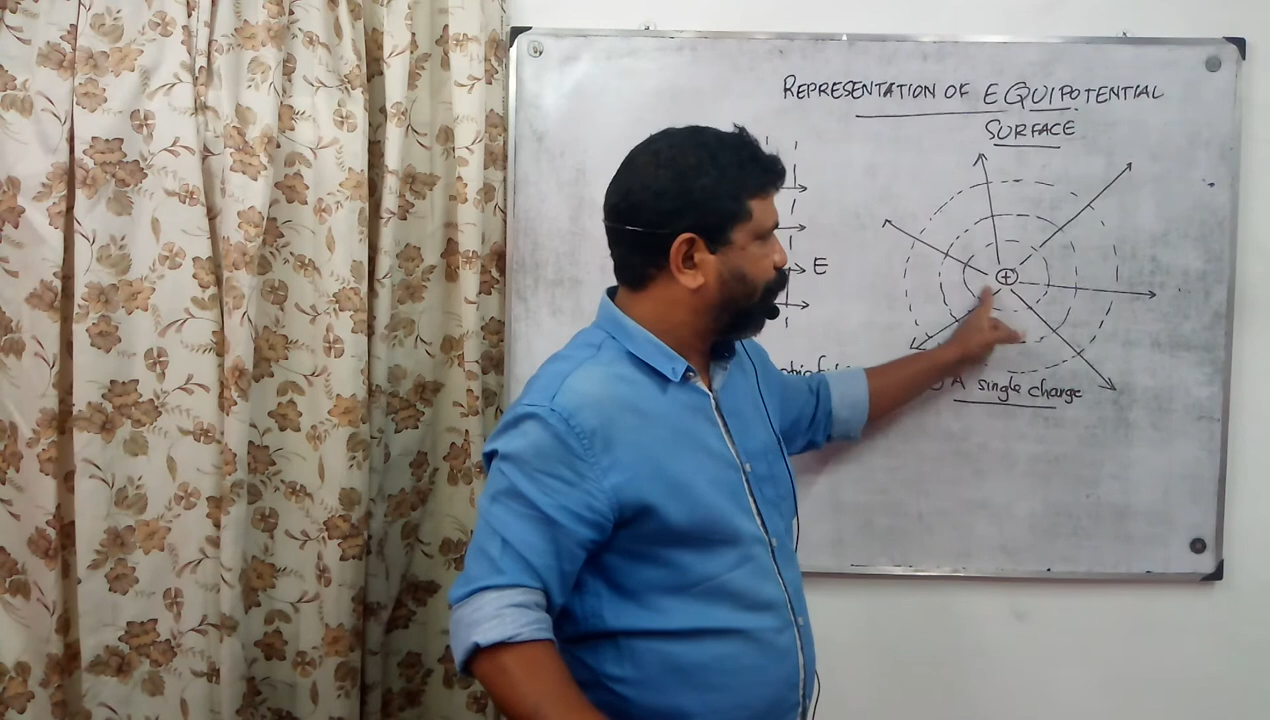 REPRESENTATION OF EQUIPOTENTIAL
SURFACE
E
+
A single charge